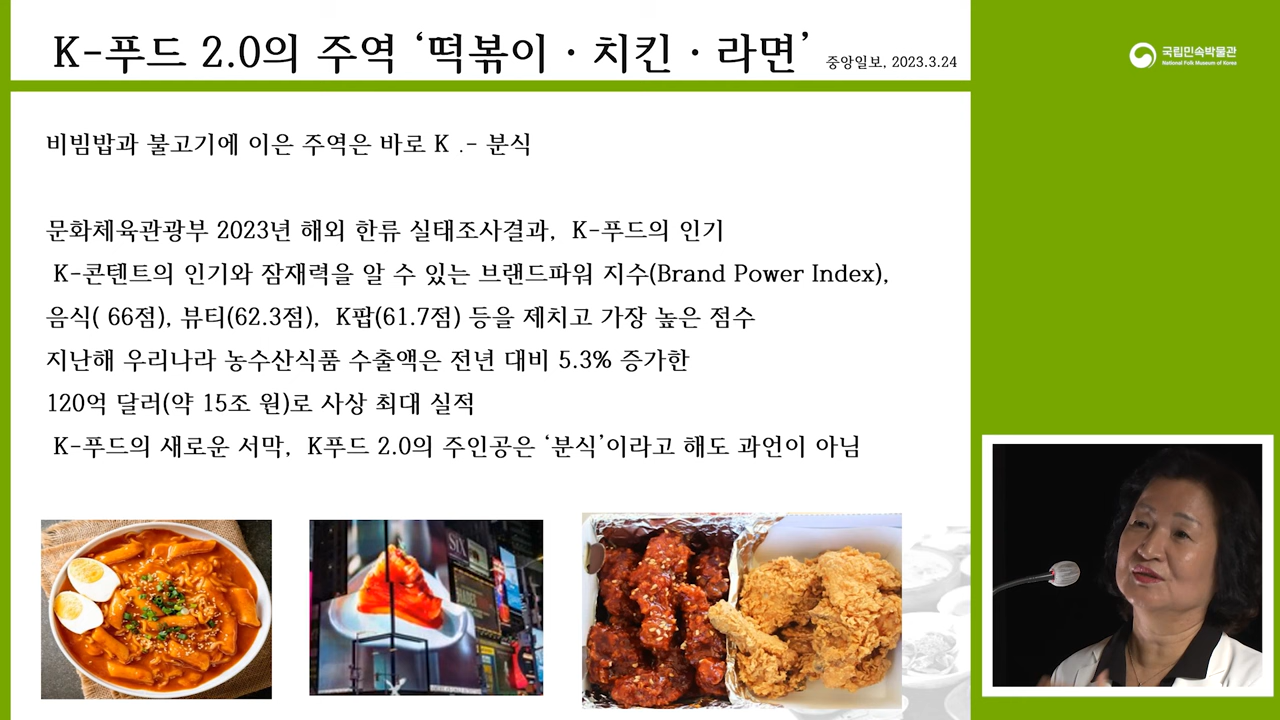 K-푸드 2.0의 주역 ‘떡볶이·치킨·라면’ 중앙일보, 2023.3.24
국립민속박물관
National Folk Museum of Korea
비빔밥과 불고기에 이은 주역은 바로 K .- 분식
문화체육관광부 2023년 해외 한류 실태조사결과, K-푸드의 인기
K-콘텐트의 인기와 잠재력을 알 수 있는 브랜드파워 지수(Brand Power Index),
음식( 66점), 뷰티(62.3점), K팝(61.7점) 등을 제치고 가장 높은 점수
지난해 우리나라 농수산식품 수출액은 전년 대비 5.3% 증가한
120억 달러(약 15조 원)로 사상 최대 실적
K-푸드의 새로운 서막, K푸드 2.0의 주인공은 ‘분식’이라고 해도 과언이 아님